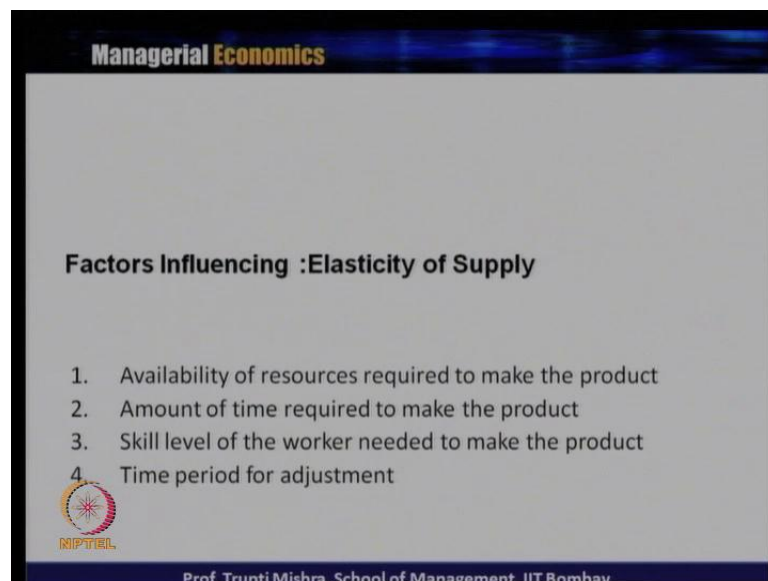 Managerial Economics
Factors Influencing :Elasticity of Supply
1. Availability of resources required to make the product
2. Amount of time required to make the product
3. Skill level of the worker needed to make the product
4. Time period for adjustment
NPTEL
Prof. Trupti Mishra, School of Management, IIT Bombay